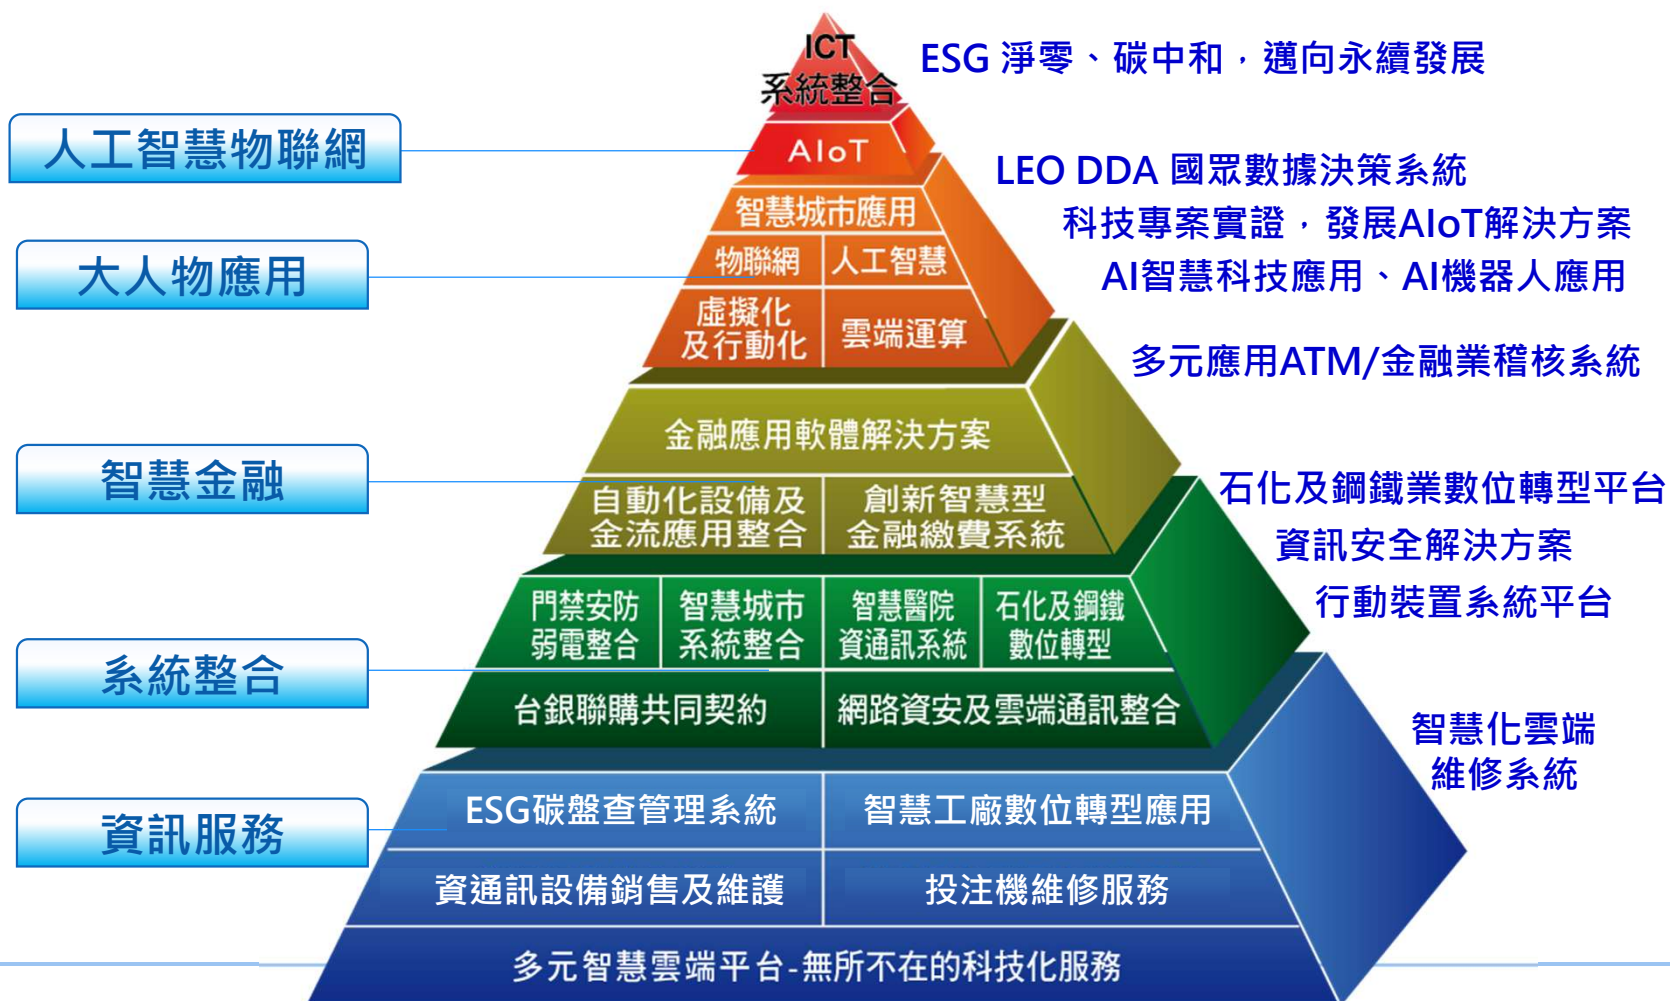 ICT
系統整合
ESG 淨零、碳中和，邁向永續發展
人工智慧物聯網
AIoT
LEO DDA 國眾數據決策系統
智慧城市應用
科技專案實證，發展AIoT解決方案
大人物應用
物聯網
人工智慧
AI智慧科技應用、AI機器人應用
虛擬化
及行動化
雲端運算
多元應用ATM/金融業稽核系統
金融應用軟體解決方案
智慧金融
自動化設備及
金流應用整合
創新智慧型
金融繳費系統
石化及鋼鐵業數位轉型平台
資訊安全解決方案
行動裝置系統平台
門禁安防
弱電整合
智慧城市
系統整合
智慧醫院
資通訊系統
石化及鋼鐵
數位轉型
系統整合
台銀聯購共同契約
網路資安及雲端通訊整合
智慧化雲端
維修系統
資訊服務
ESG碳盤查管理系統
智慧工廠數位轉型應用
資通訊設備銷售及維護
投注機維修服務
多元智慧雲端平台-無所不在的科技化服務